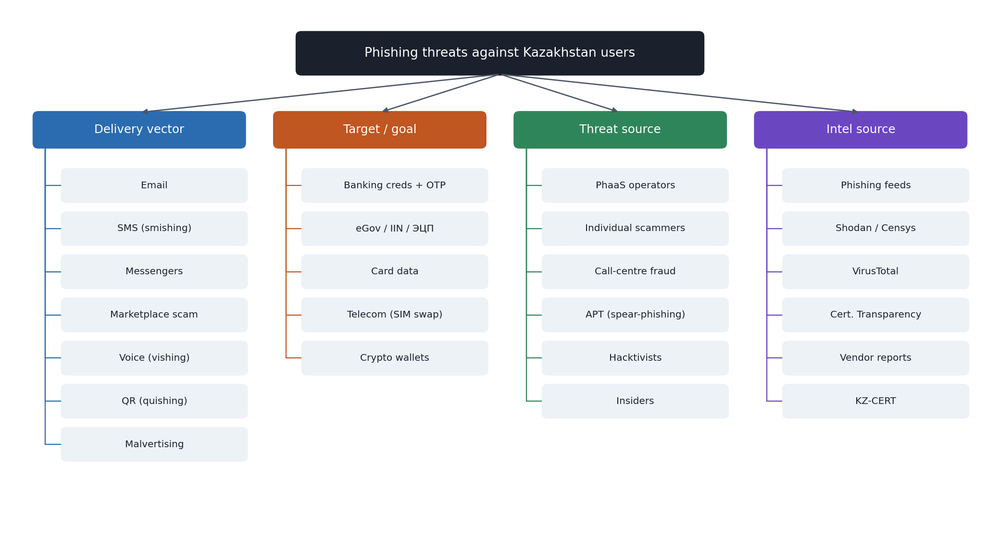 Phishing threats against Kazakhstan users
Delivery vector
Email
SMS (smishing)
Messengers
Marketplace scam
Voice (vishing)
QR (quishing)
Malvertising
Target / goal
Banking creds + OTP
eGov / IIN / ЭЦП
Card data
Telecom (SIM swap)
Crypto wallets
Threat source
PhaaS operators
Individual scammers
Call-centre fraud
APT (spear-phishing)
Hacktivists
Insiders
Intel source
Phishing feeds
Shodan / Censys
VirusTotal
Cert. Transparency
Vendor reports
KZ-CERT